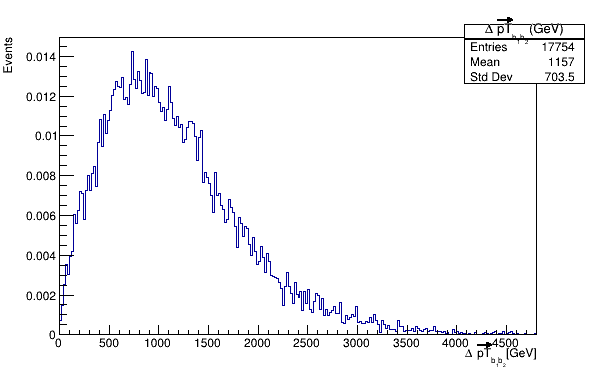 Δ pT b₁b₂ (GeV)
Entries 17754
Mean 1157
Std Dev 703.5
Events
0.014
0.012
0.01
0.008
0.006
0.004
0.002
0
0 500 1000 1500 2000 2500 3000 3500 4000 4500
Δ pT b₁b₂ [GeV]